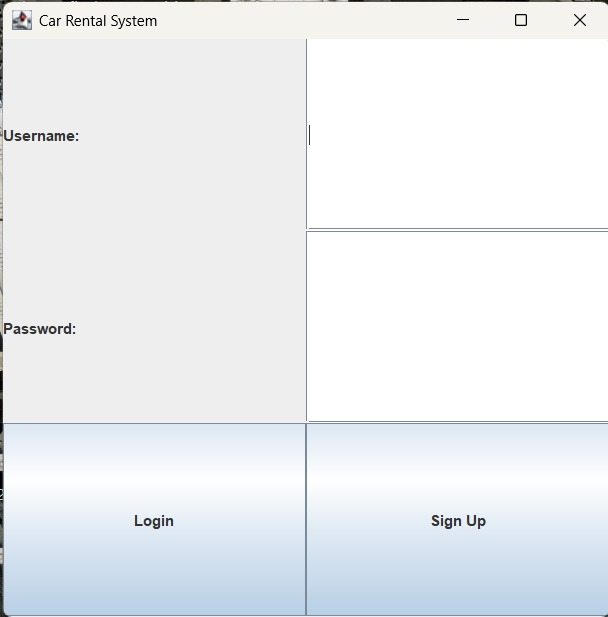 Car Rental System
Username:
Password:
Login
Sign Up